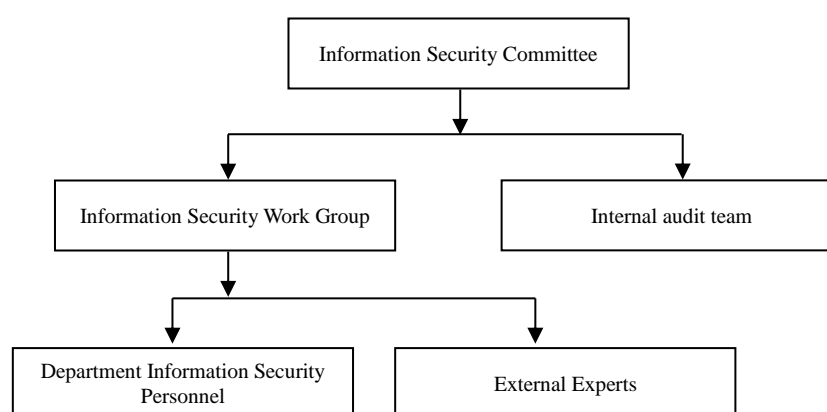 Information Security Committee
Information Security Work Group
Internal audit team
Department Information Security
Personnel
External Experts